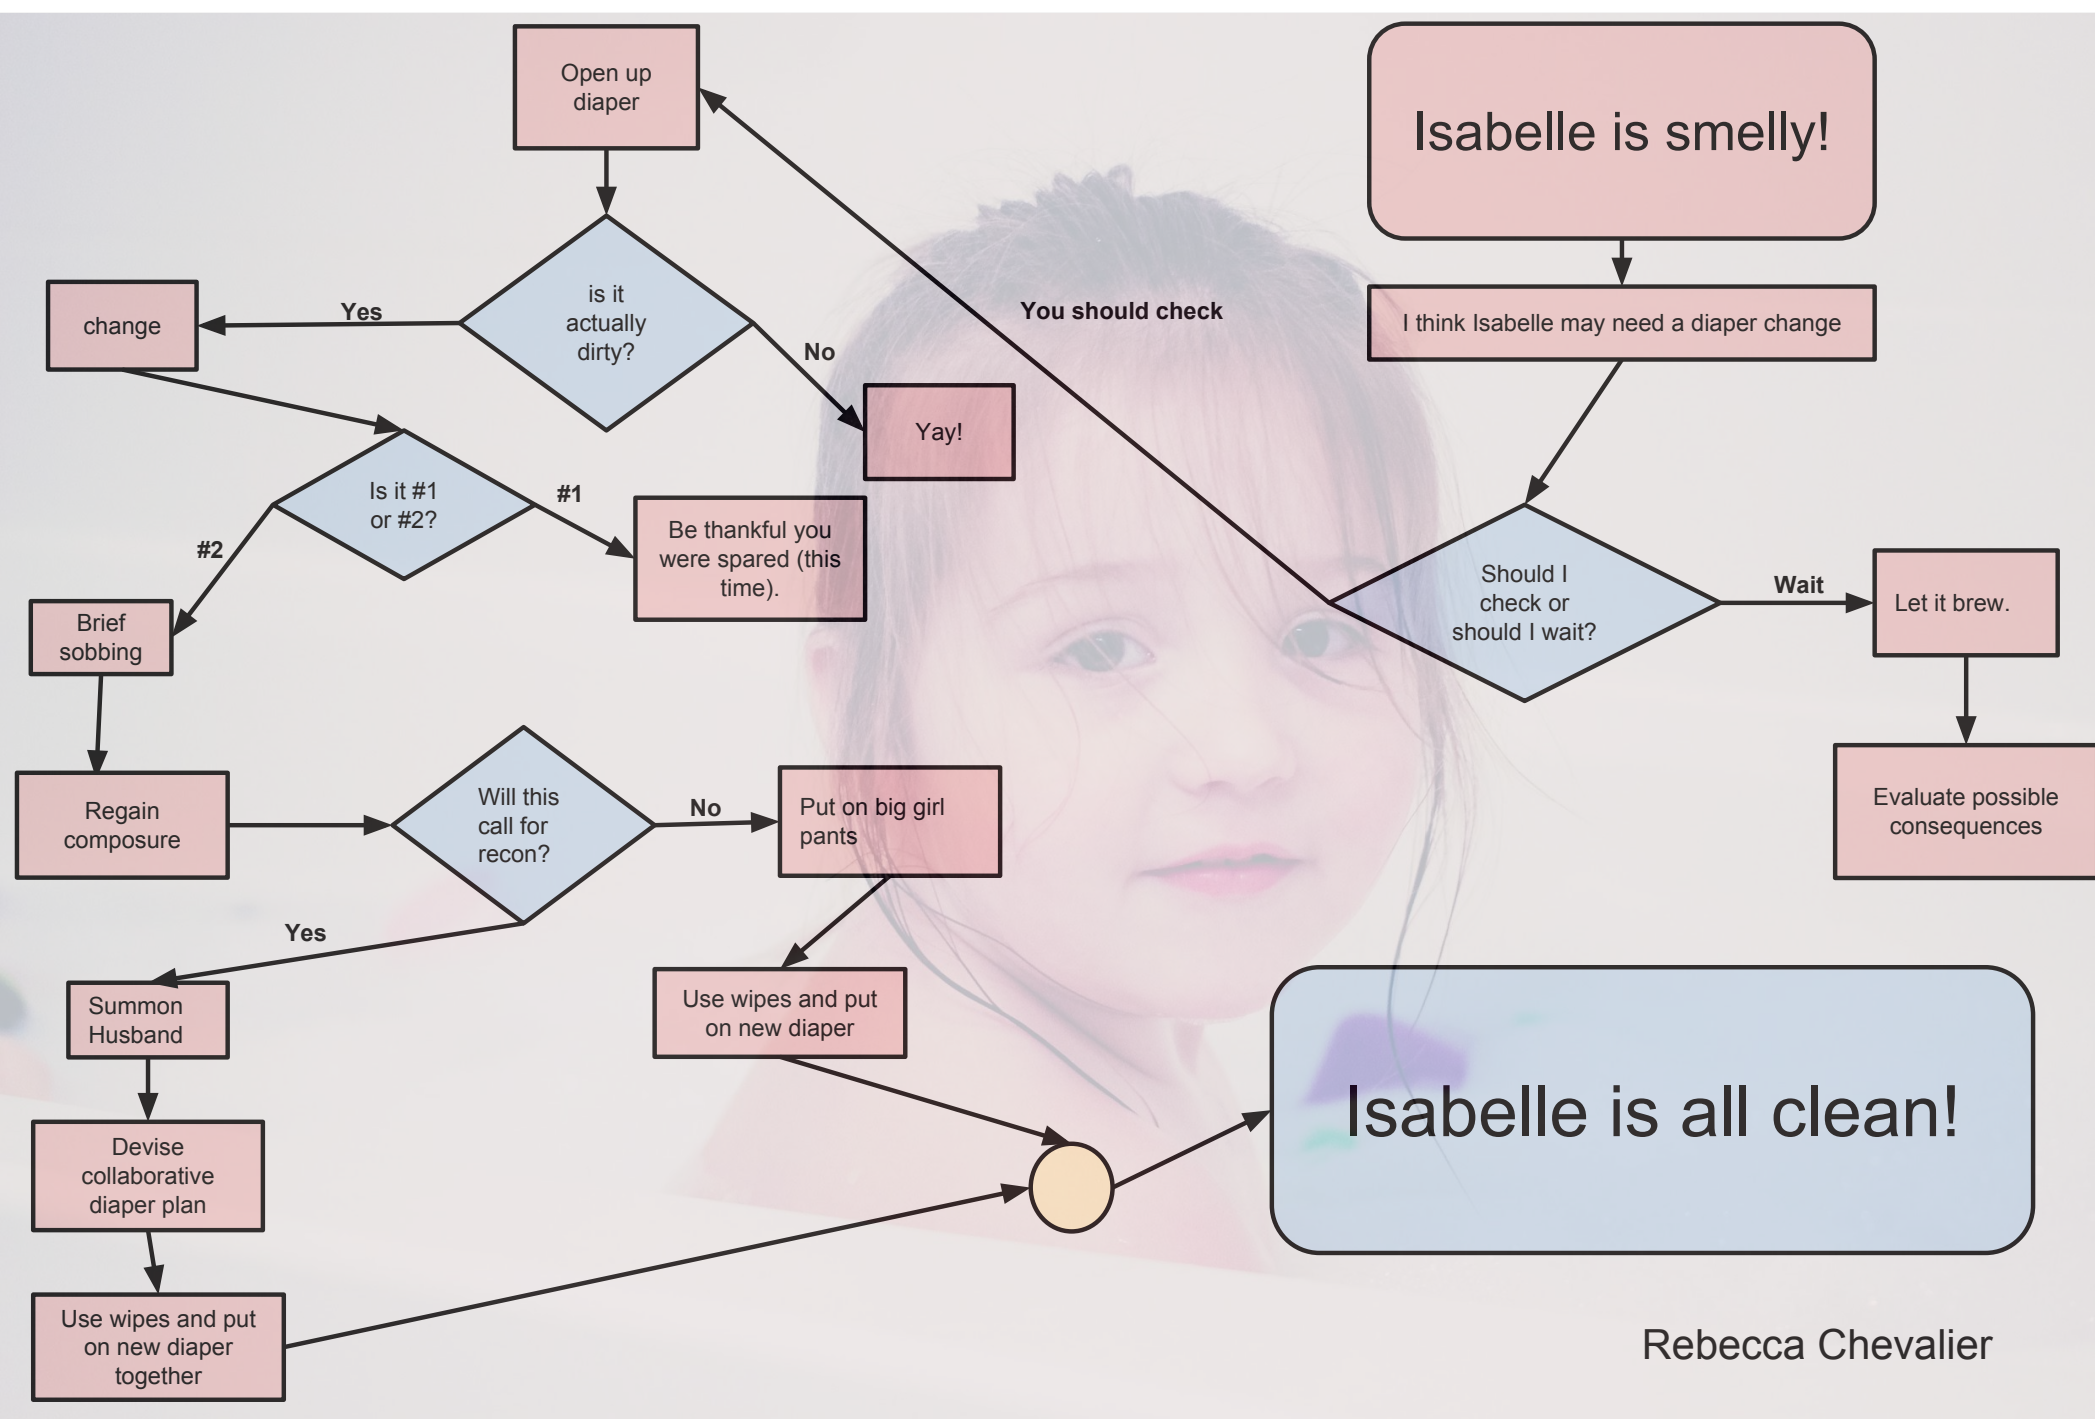 Isabelle is smelly!
I think Isabelle may need a diaper change
Should I
check or
should I wait?
Wait
Let it brew.
Evaluate possible
consequences
You should check
Open up
diaper
is it
actually
dirty?
No
Yay!
Yes
change
Is it #1
or #2?
#1
Be thankful you
were spared (this
time).
#2
Brief
sobbing
Regain
composure
Will this
call for
recon?
No
Put on big girl
pants
Use wipes and put
on new diaper
Yes
Summon
Husband
Devise
collaborative
diaper plan
Use wipes and put
on new diaper
together
Isabelle is all clean!
Rebecca Chevalier